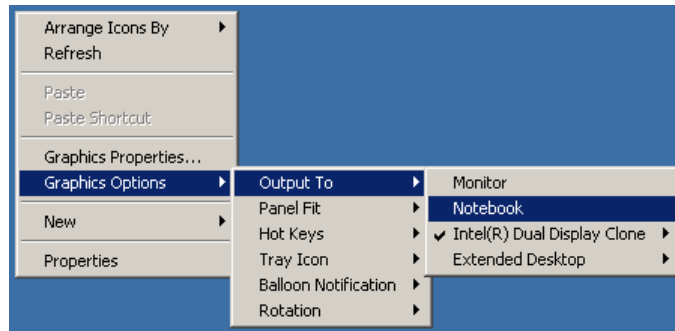 Arrange Icons By
Refresh
Paste
Paste Shortcut
Graphics Properties...
Graphics Options
New
Properties
Output To
Panel Fit
Hot Keys
Tray Icon
Balloon Notification
Rotation
Monitor
Notebook
Intel(R) Dual Display Clone
Extended Desktop